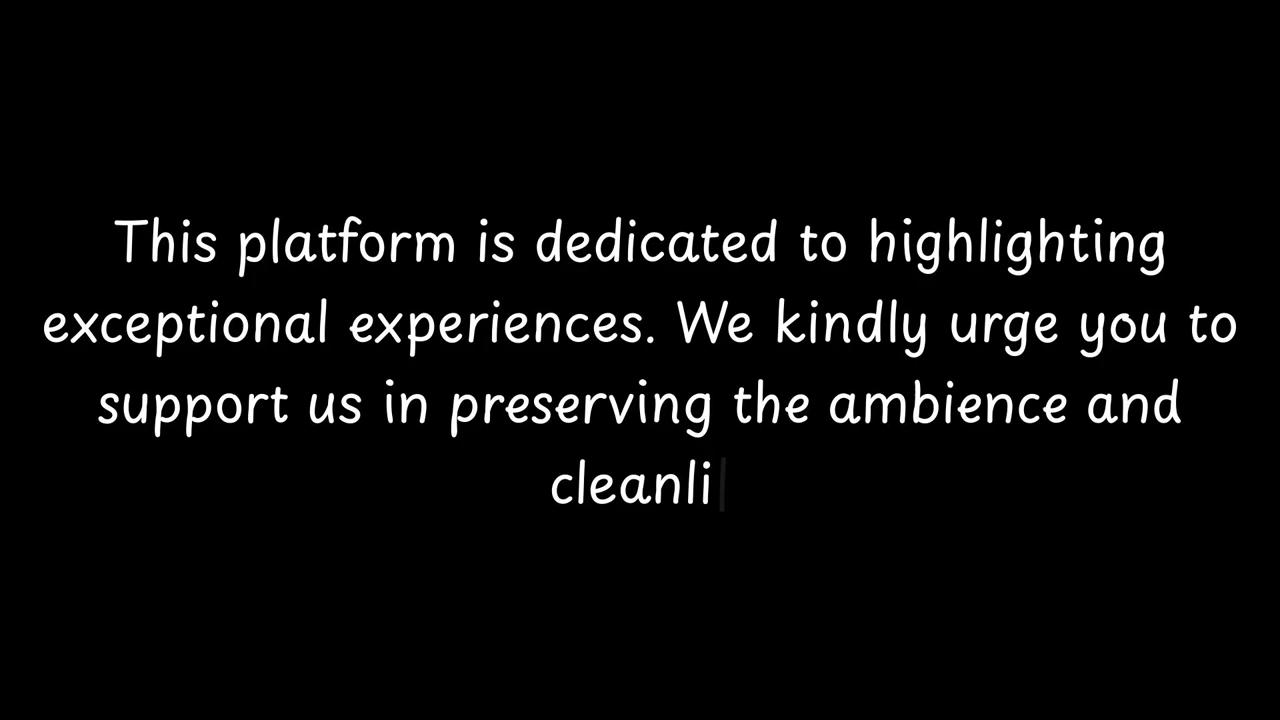 This platform is dedicated to highlighting
exceptional experiences. We kindly urge you to
support us in preserving the ambience and
cleanli